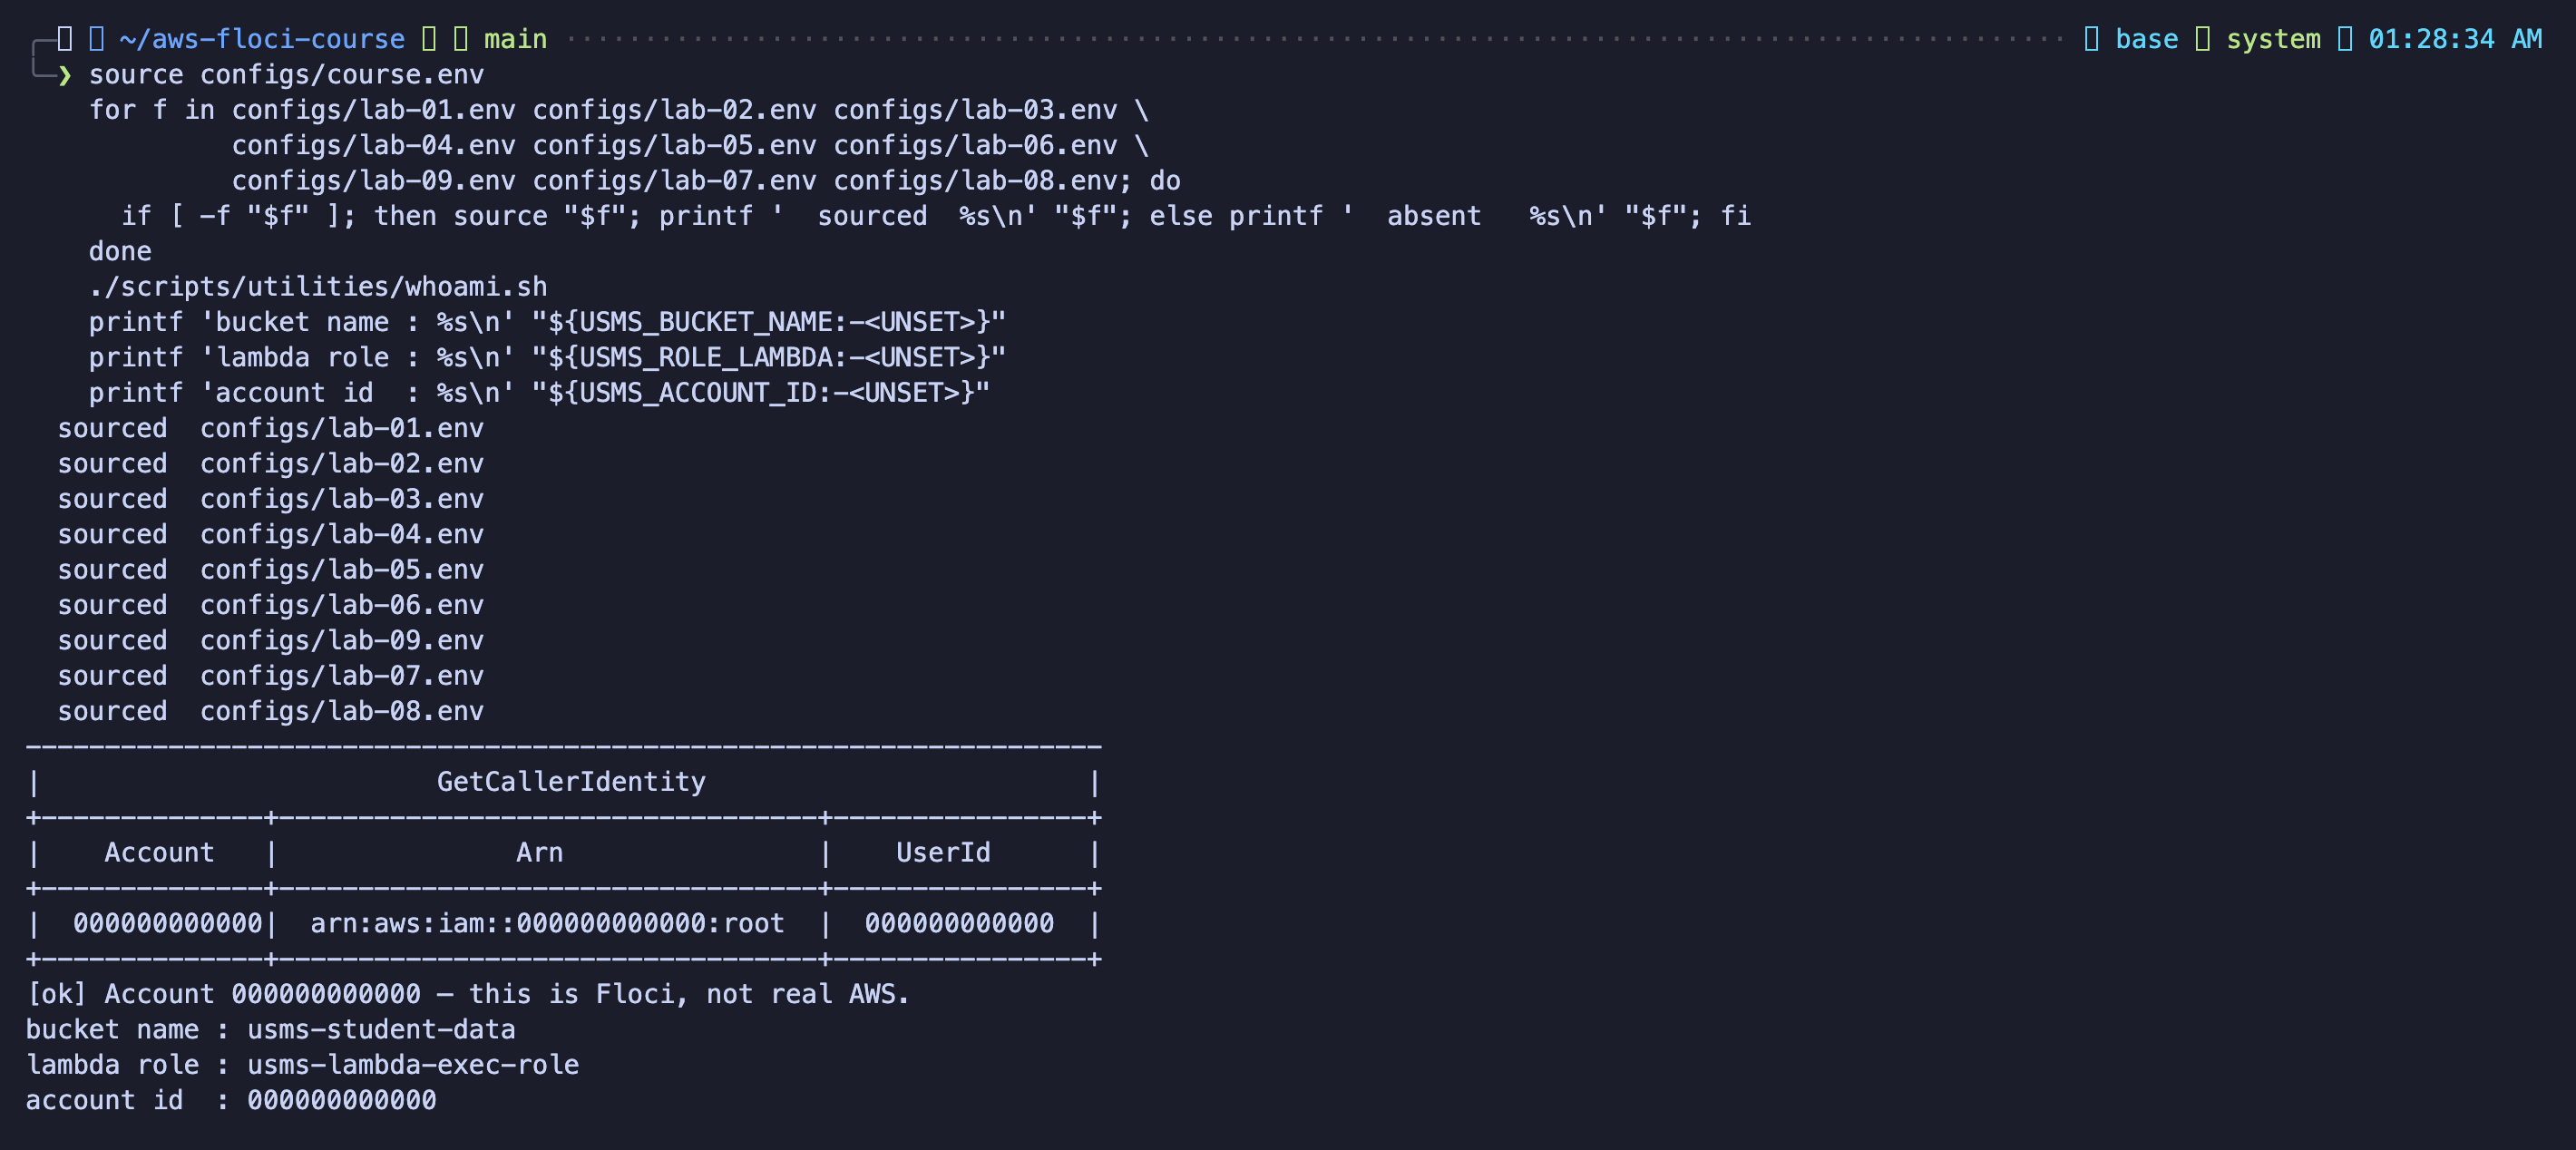 ~/aws-floci-course main base system 01:28:34 AM
❯ source configs/course.env
for f in configs/lab-01.env configs/lab-02.env configs/lab-03.env \
configs/lab-04.env configs/lab-05.env configs/lab-06.env \
configs/lab-09.env configs/lab-07.env configs/lab-08.env; do
if [ -f "$f" ]; then source "$f"; printf '  sourced  %s\n' "$f"; else printf '  absent   %s\n' "$f"; fi
done
./scripts/utilities/whoami.sh
printf 'bucket name : %s\n' "${USMS_BUCKET_NAME:-<UNSET>}"
printf 'lambda role : %s\n' "${USMS_ROLE_LAMBDA:-<UNSET>}"
printf 'account id  : %s\n' "${USMS_ACCOUNT_ID:-<UNSET>}"
sourced  configs/lab-01.env
sourced  configs/lab-02.env
sourced  configs/lab-03.env
sourced  configs/lab-04.env
sourced  configs/lab-05.env
sourced  configs/lab-06.env
sourced  configs/lab-09.env
sourced  configs/lab-07.env
sourced  configs/lab-08.env
--------------------------------------------------------------------
|                         GetCallerIdentity                        |
+--------------+----------------------------------+----------------+
|    Account   |               Arn                |    UserId      |
+--------------+----------------------------------+----------------+
|  000000000000|  arn:aws:iam::000000000000:root  |  000000000000  |
+--------------+----------------------------------+----------------+
[ok] Account 000000000000 — this is Floci, not real AWS.
bucket name : usms-student-data
lambda role : usms-lambda-exec-role
account id  : 000000000000